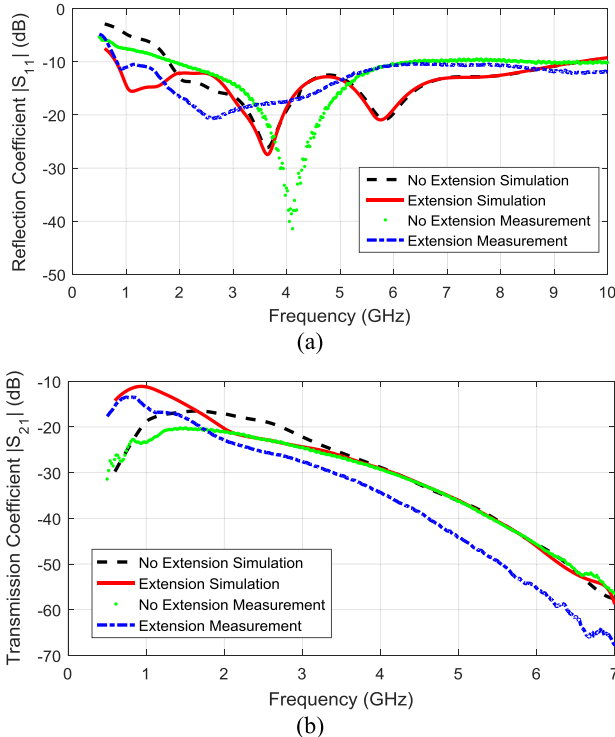 Reflection Coefficient |S11| (dB)
0
-10
-20
-30
-40
-50
No Extension Simulation
Extension Simulation
No Extension Measurement
Extension Measurement
0 1 2 3 4 5 6 7 8 9 10
Frequency (GHz)
(a)
Transmission Coefficient |S21| (dB)
-10
-20
-30
-40
-50
-60
-70
No Extension Simulation
Extension Simulation
No Extension Measurement
Extension Measurement
0 1 2 3 4 5 6 7
Frequency (GHz)
(b)